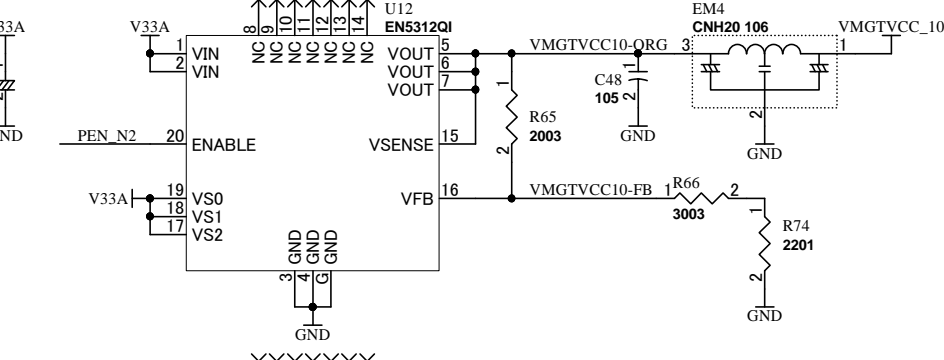 33A
ND
2
V33A
1 VIN
2 VIN
PEN_N2 20 ENABLE
V33A 19 VS0
18 VS1
17 VS2
8 9 10 11 12 13 14
NC NC NC NC NC NC NC
U12
EN5312QI
VOUT 5
VOUT 6
VOUT 7
VSENSE 15
VFB 16
GND GND GND
3 4 G
GND
VMGTVCC10-ORG
1
R65
2003
2
1
C48
105
2
GND
EM4
CNH20 106
3
1
2
GND
VMGTVCC_10
VMGTVCC10-FB
1 R66 2
3003
1
R74
2201
2
GND